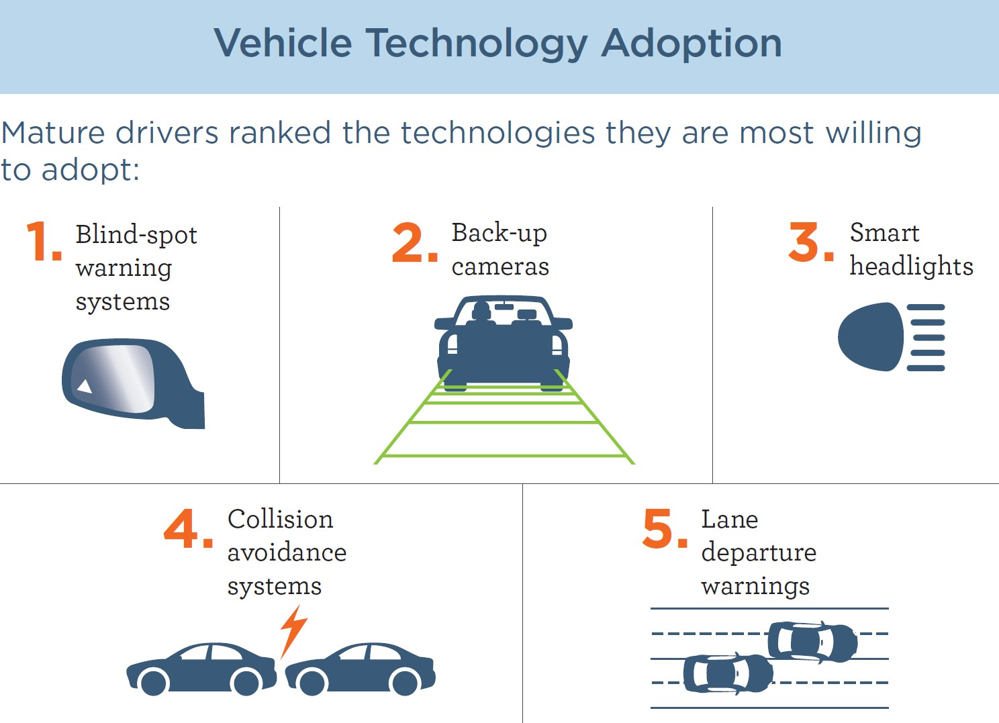 Vehicle Technology Adoption
Mature drivers ranked the technologies they are most willing
to adopt:
1. Blind-spot
warning
systems
2. Back-up
cameras
3. Smart
headlights
4. Collision
avoidance
systems
5. Lane
departure
warnings